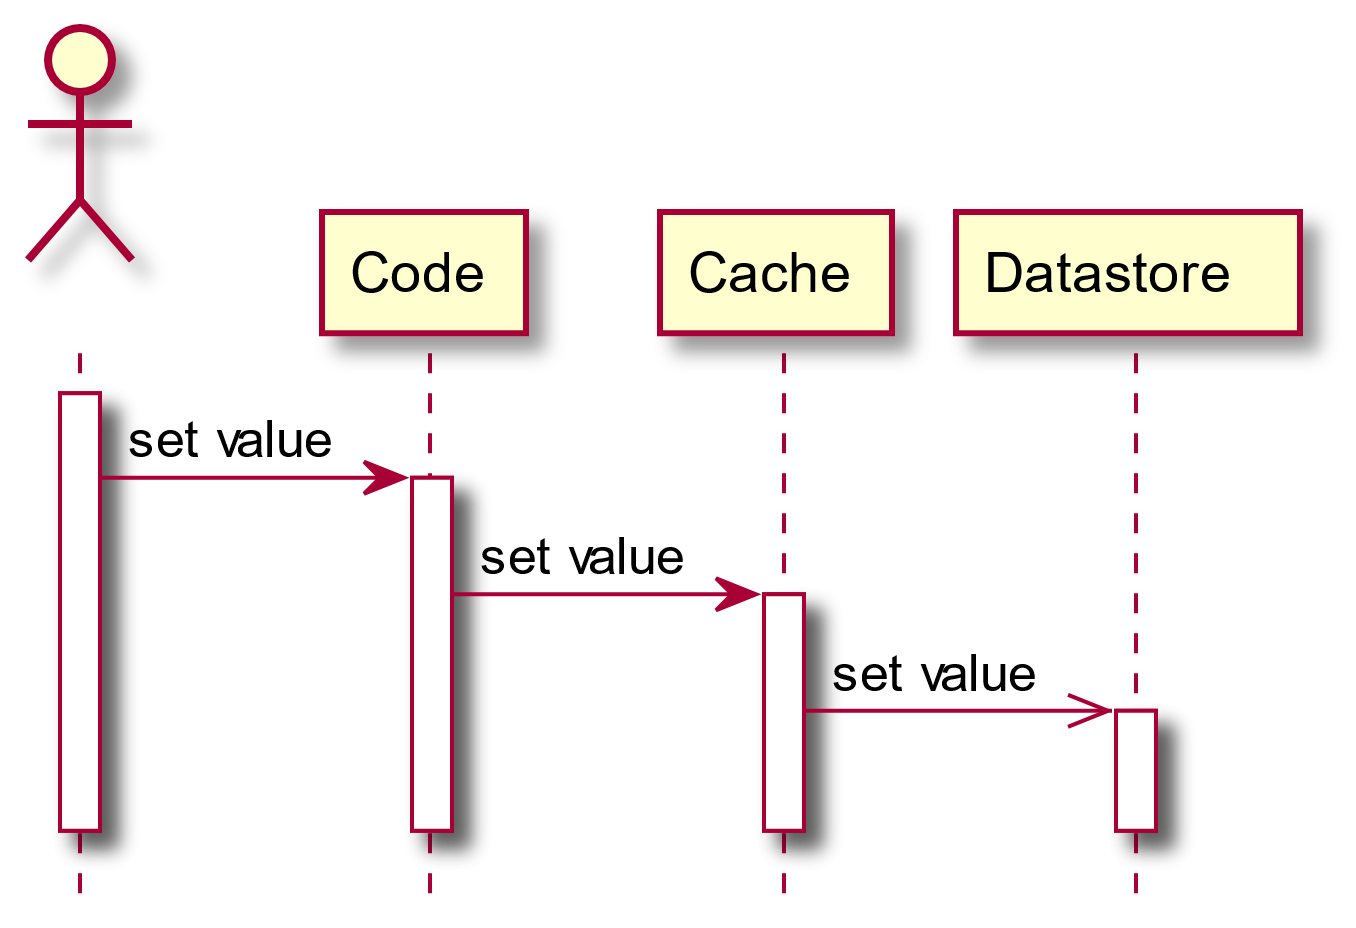 Code
Cache
Datastore
set value
set value
set value